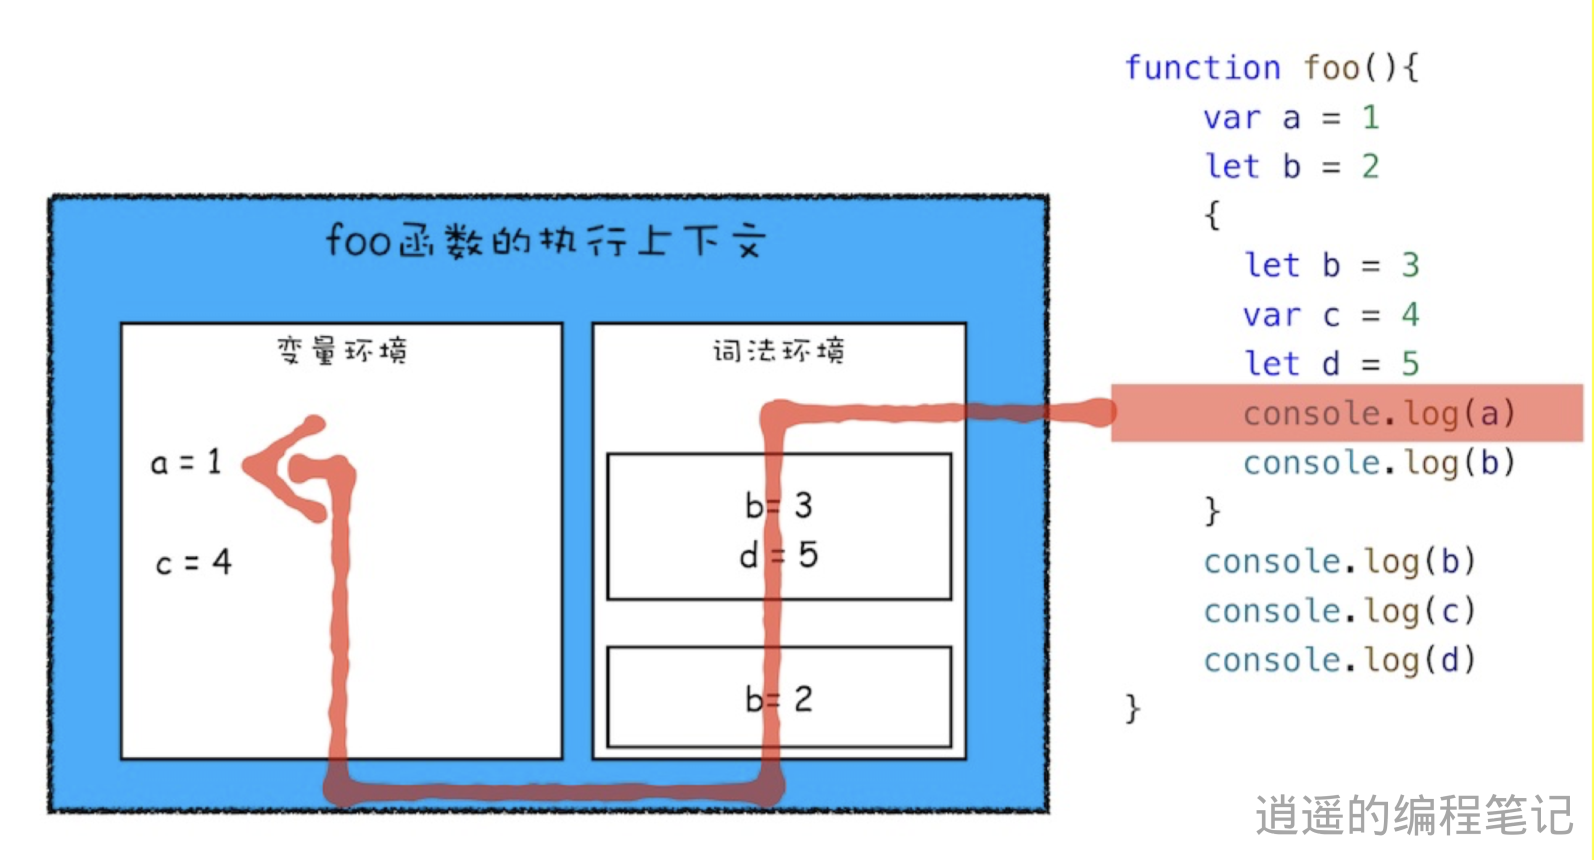 foo函数的执行上下文
变量环境
a = 1
c = 4
词法环境
b= 3
d = 5
b= 2
function foo(){
    var a = 1
    let b = 2
    {
      let b = 3
      var c = 4
      let d = 5
      console.log(a)
      console.log(b)
    }
    console.log(b)
    console.log(c)
    console.log(d)
}
逍遥的编程笔记